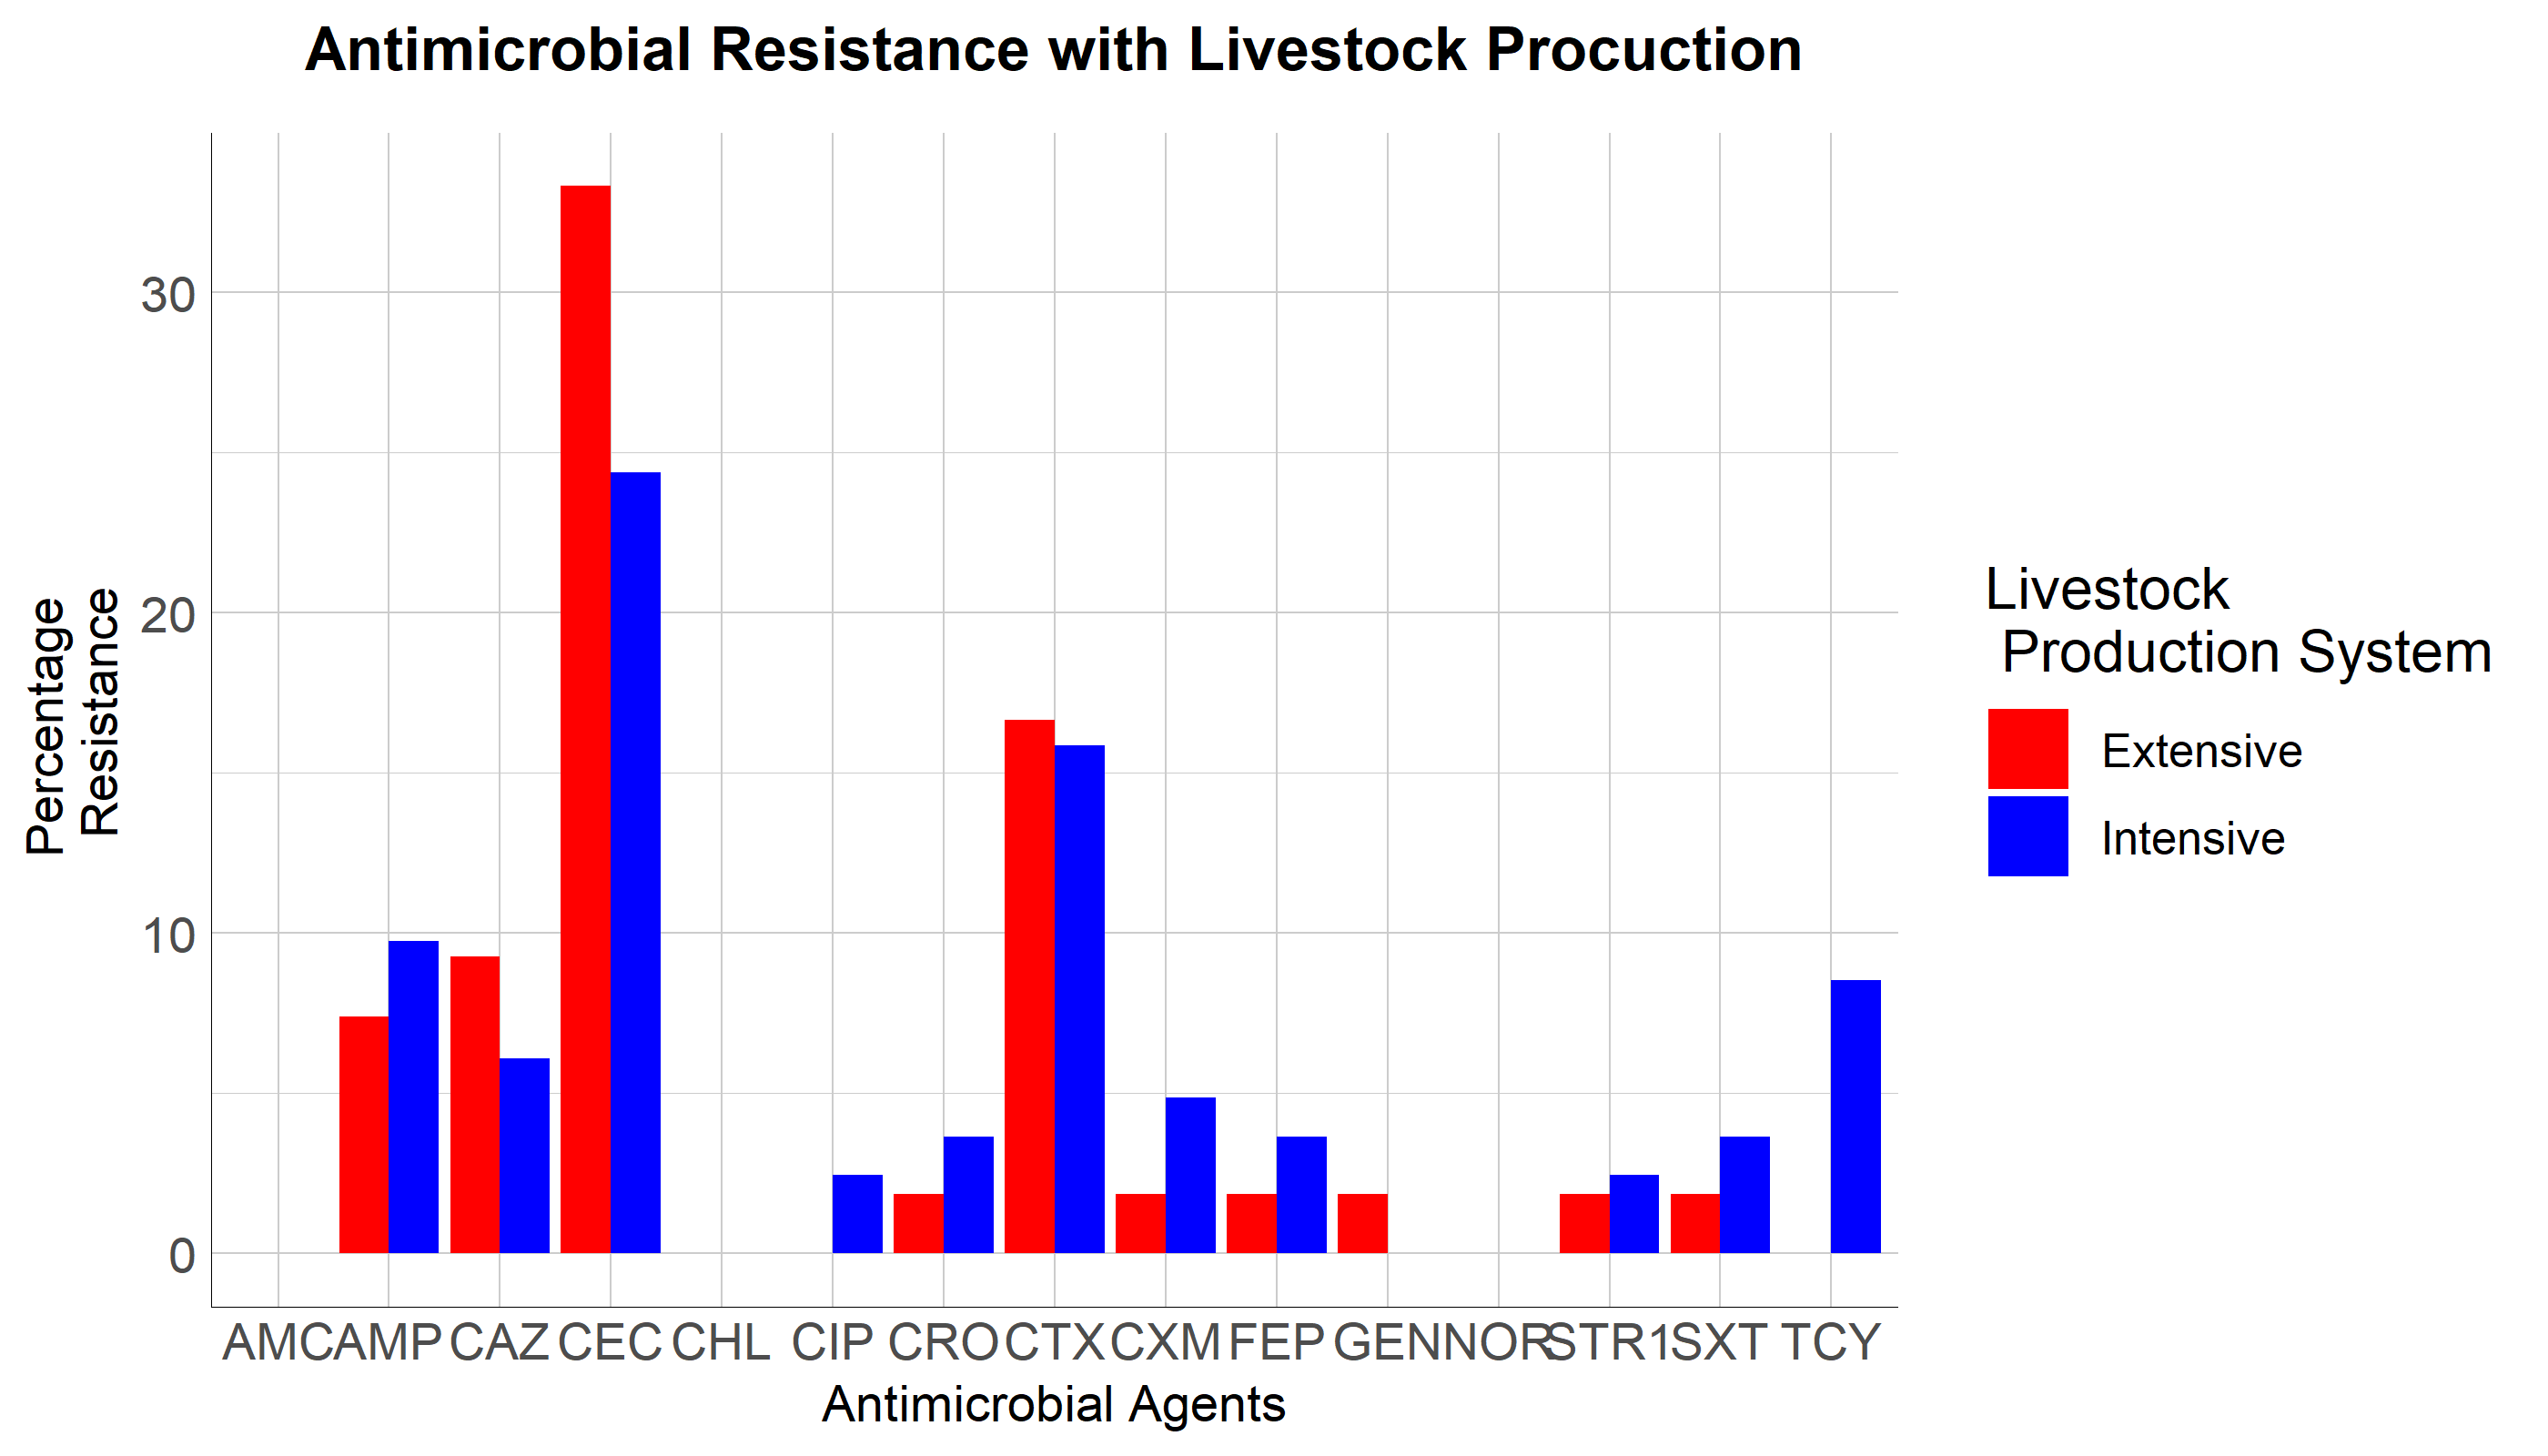 Antimicrobial Resistance with Livestock Procuction
Percentage
Resistance
30
20
10
0
AMC AMP CAZ CEC CHL CIP CRO CTX CXM FEP GEN NOR STR1 SXT TCY
Antimicrobial Agents
Livestock
Production System
Extensive
Intensive